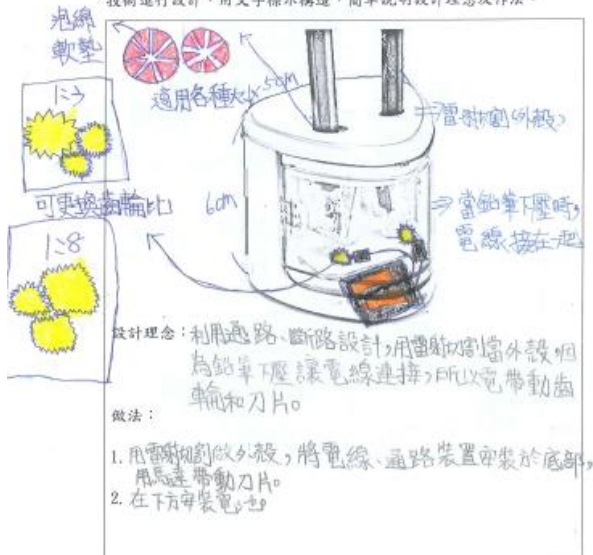 技術進行設計，用文字標示構造，簡單說明設計理念及作法。
泡綿
軟墊
適用各種大小
5cm
1:3
雷射切割(外殼)
可更換齒輪比
6cm
當鉛筆下壓時，
電線接在一起
1:8
設計理念：利用通路、斷路設計，用雷射切割當外殼，因
為鉛筆下壓讓電線連接，所以電帶動齒
輪和刀片。
做法：
1. 用雷射切割做外殼，將電線、通路裝置安裝於底部，
用馬達帶動刀片。
2. 在下方安裝電池